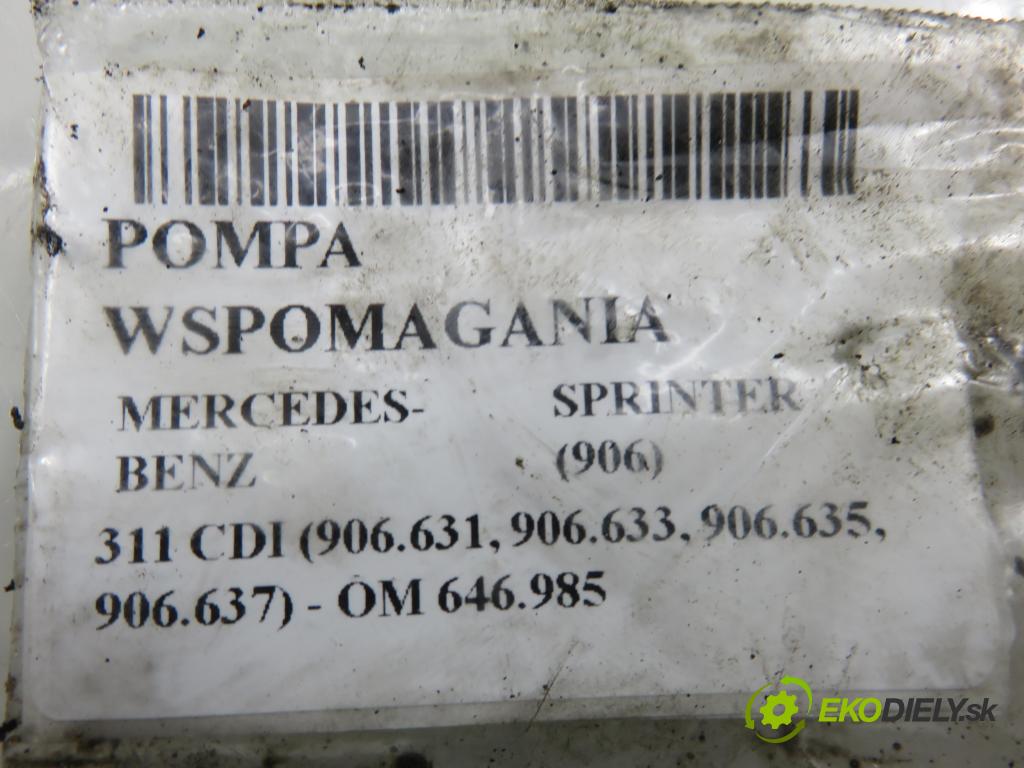 POMPA
WSPOMAGANIA
MERCEDES-BENZ SPRINTER (906)
311 CDI (906.631, 906.633, 906.635,
906.637) - OM 646.985
EKODIELY.sk